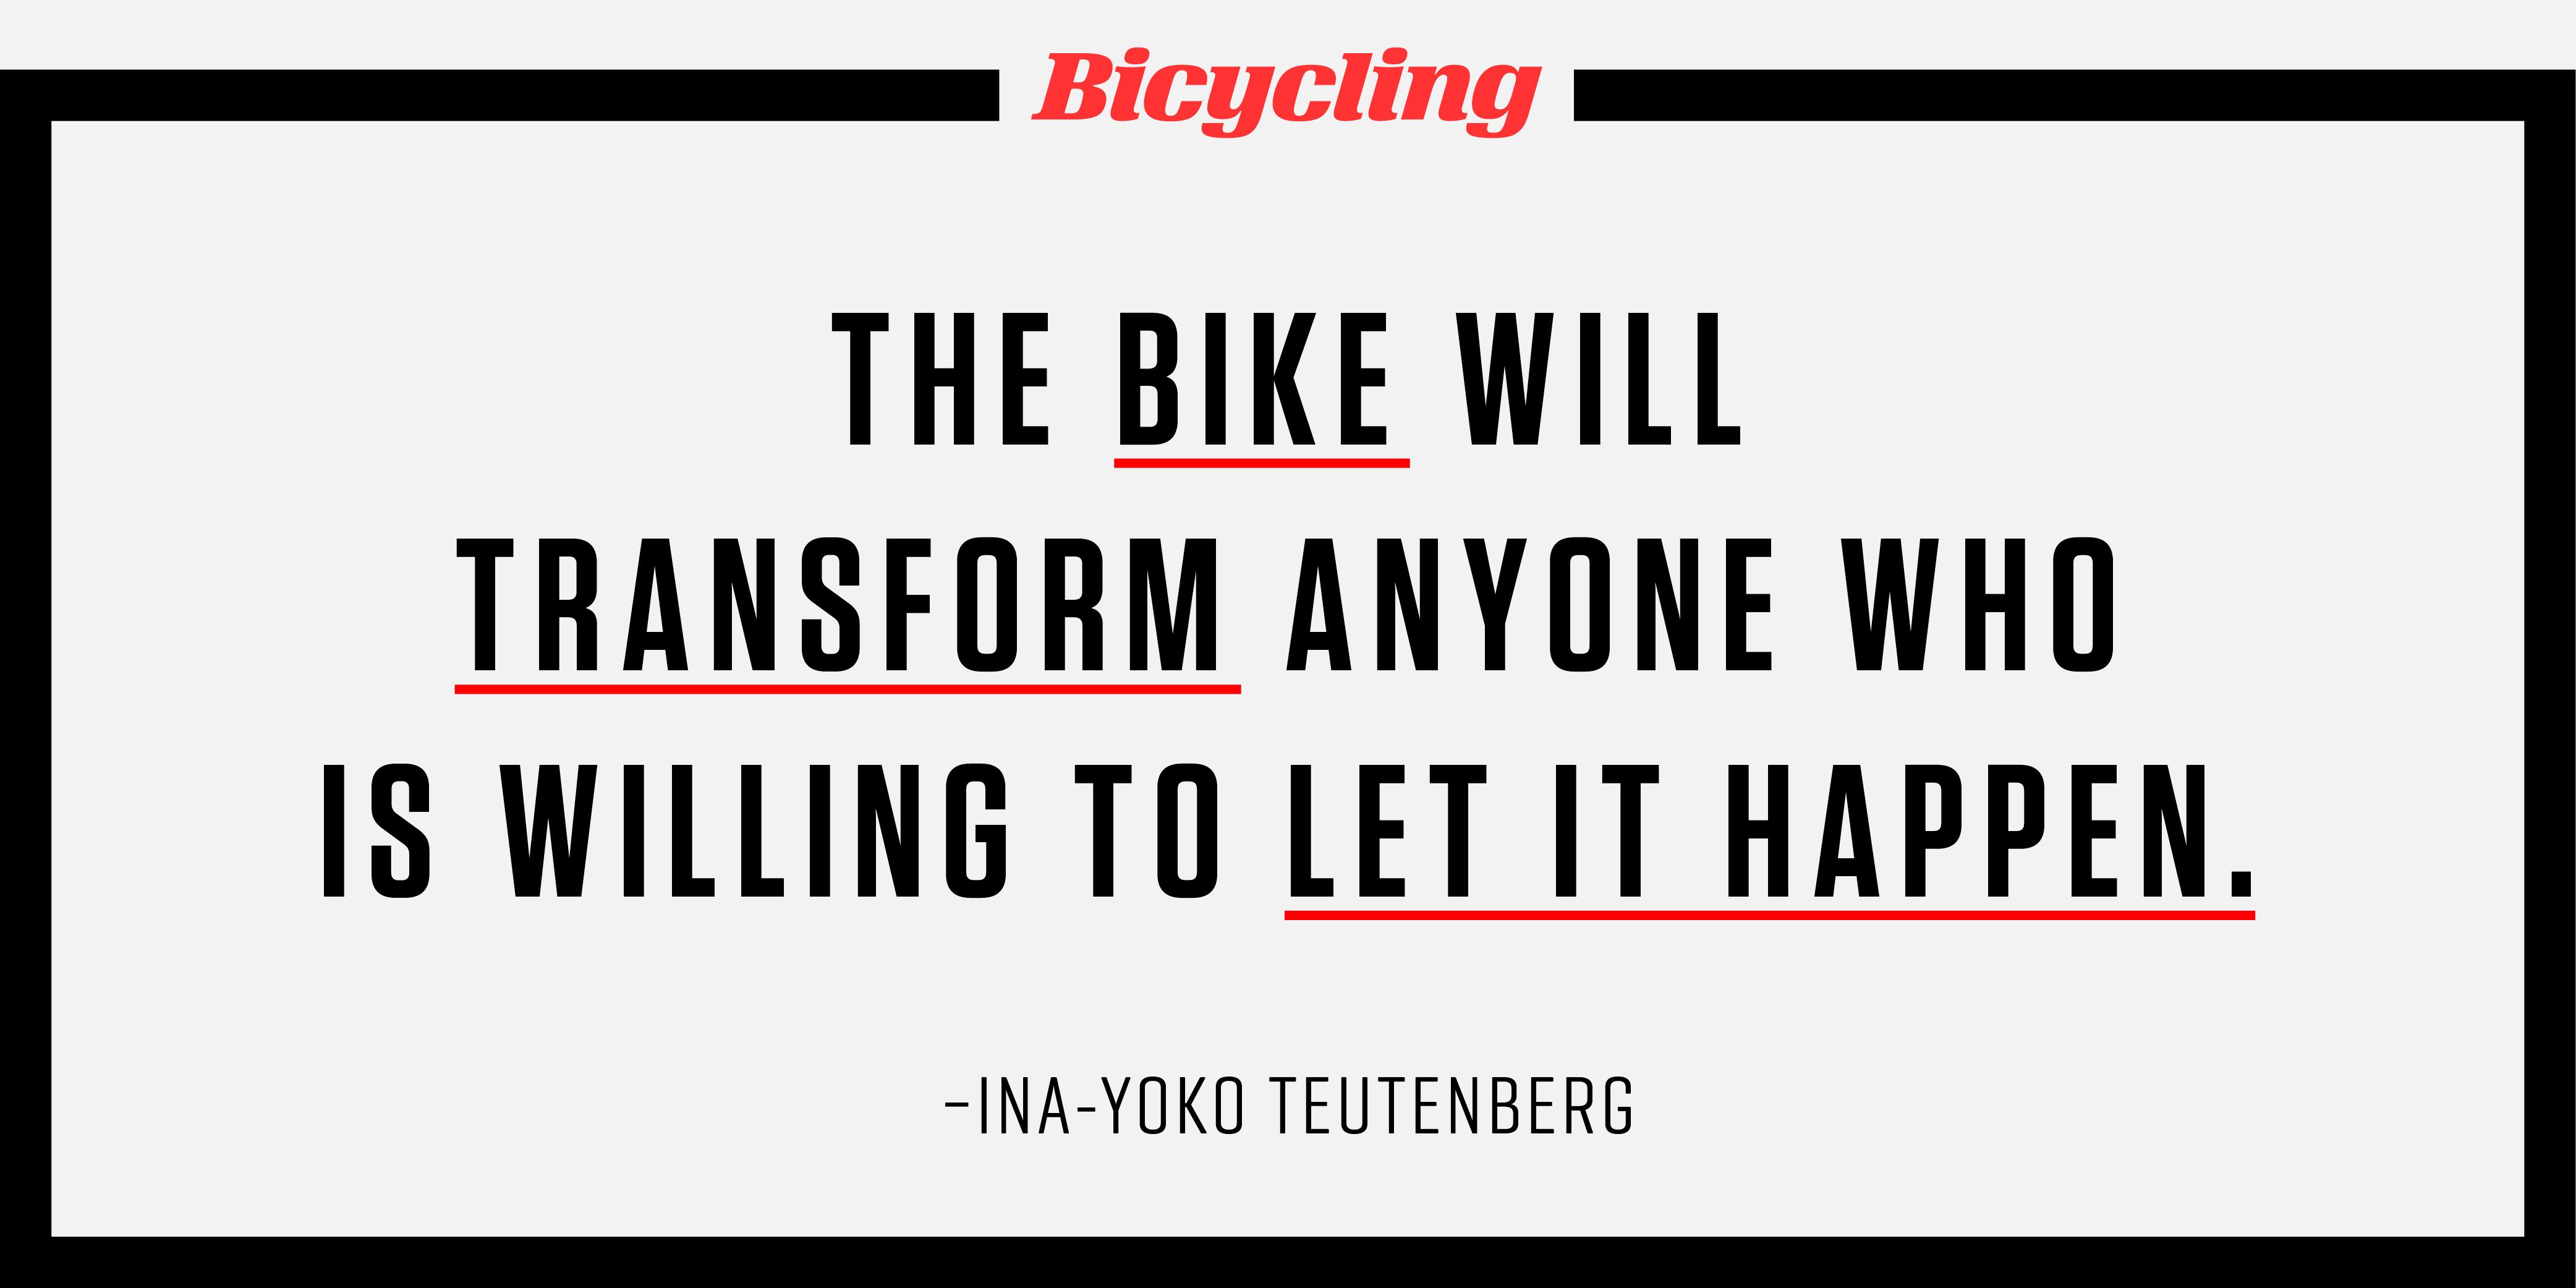 Bicycling
THE BIKE WILL
TRANSFORM ANYONE WHO
IS WILLING TO LET IT HAPPEN.
–INA-YOKO TEUTENBERG